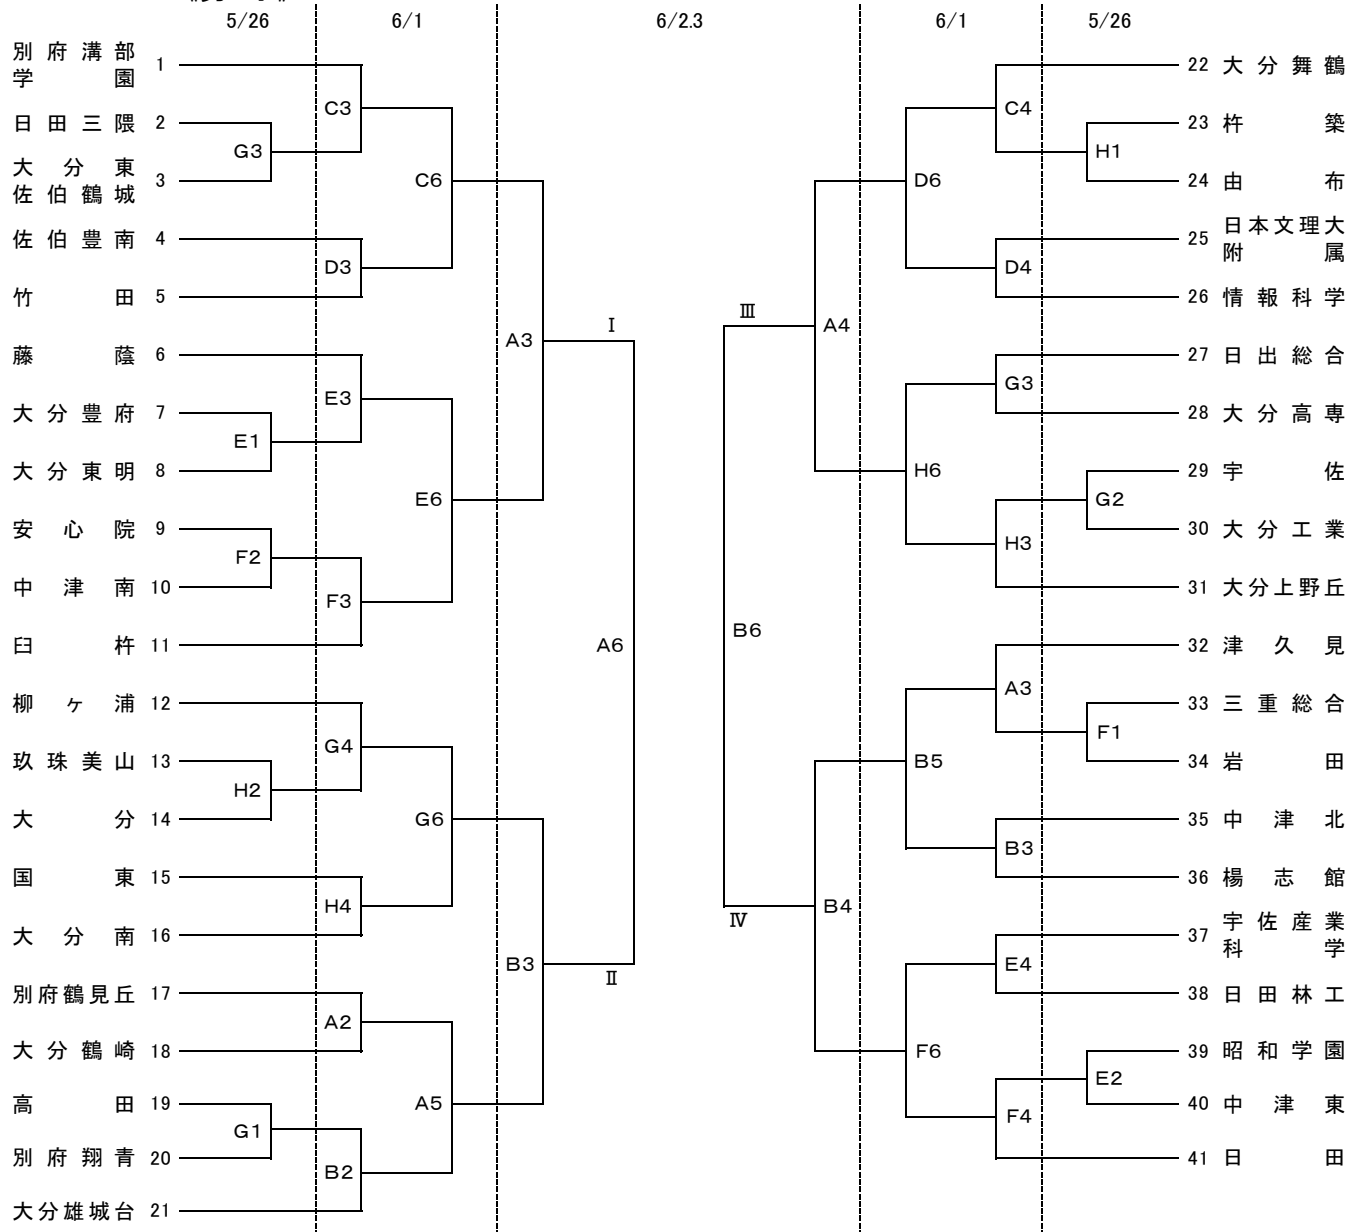 5/26 6/1 6/2.3 6/1 5/26
別府溝部
学園 1
日田三隈 2
大分東
佐伯鶴城 3
佐伯豊南 4
竹田 5
藤蔭 6
大分豊府 7
大分東明 8
安心院 9
中津南 10
臼杵 11
柳ヶ浦 12
玖珠美山 13
大分 14
国東 15
大分南 16
別府鶴見丘 17
大分鶴崎 18
高田 19
別府翔青 20
大分雄城台 21
G3
E1
F2
H2
G1
C3
D3
E3
F3
G4
H4
A2
B2
C6
E6
G6
A5
A3
B3
Ⅰ
Ⅱ
A6
B6
Ⅲ
Ⅳ
A4
B4
D6
H6
B5
F6
C4
D4
G3
H3
A3
B3
E4
F4
H1
G2
F1
E2
22 大分舞鶴
23 杵築
24 由布
25 日本文理大
附属
26 情報科学
27 日出総合
28 大分高専
29 宇佐
30 大分工業
31 大分上野丘
32 津久見
33 三重総合
34 岩田
35 中津北
36 楊志館
37 宇佐産業
科学
38 日田林工
39 昭和学園
40 中津東
41 日田